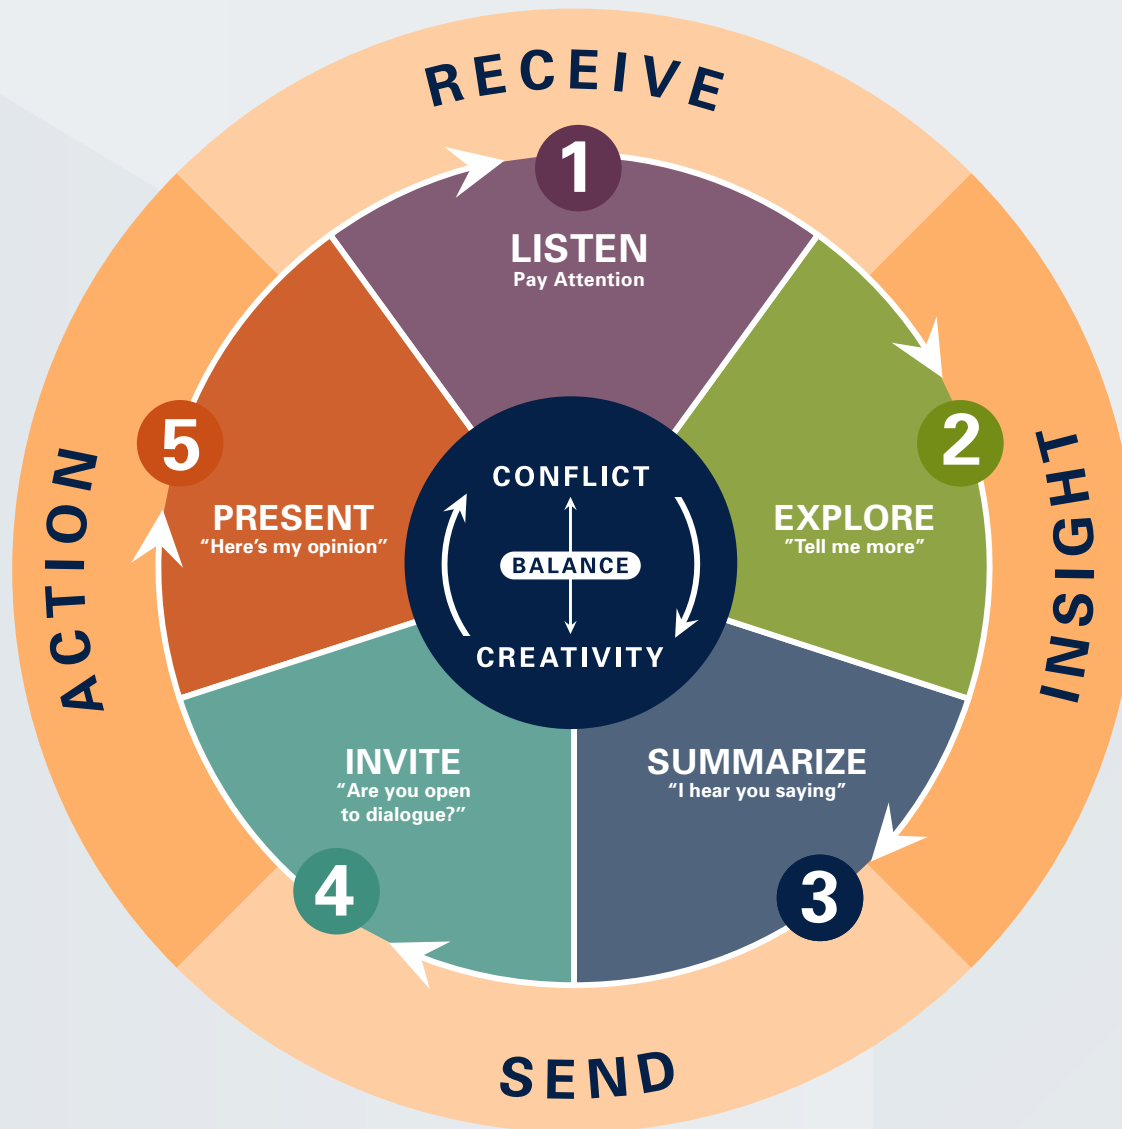 RECEIVE
1
LISTEN
Pay Attention
INSIGHT
2
EXPLORE
”Tell me more”
3
SUMMARIZE
“I hear you saying”
SEND
4
INVITE
“Are you open
to dialogue?”
ACTION
5
PRESENT
“Here’s my opinion”
CONFLICT
BALANCE
CREATIVITY